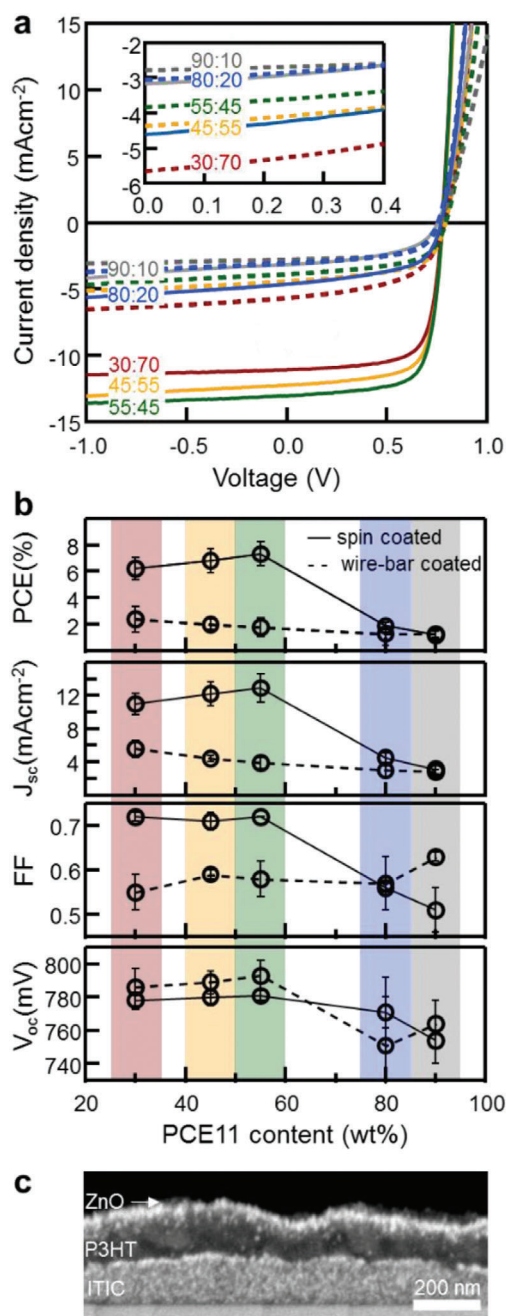 a
15
10
5
0
-5
-10
-15
Current density (mAcm-2)
-2
-3
-4
-5
-6
90:10
80:20
55:45
45:55
30:70
0.0 0.1 0.2 0.3 0.4
90:10
80:20
30:70
45:55
55:45
-1.0 -0.5 0.0 0.5 1.0
Voltage (V)
b
PCE(%)
8
6
4
2
spin coated
wire-bar coated
Jsc(mAcm-2)
12
8
4
FF
0.7
0.6
0.5
Voc(mV)
800
780
760
740
20 40 60 80 100
PCE11 content (wt%)
c
ZnO
P3HT
ITIC
200 nm